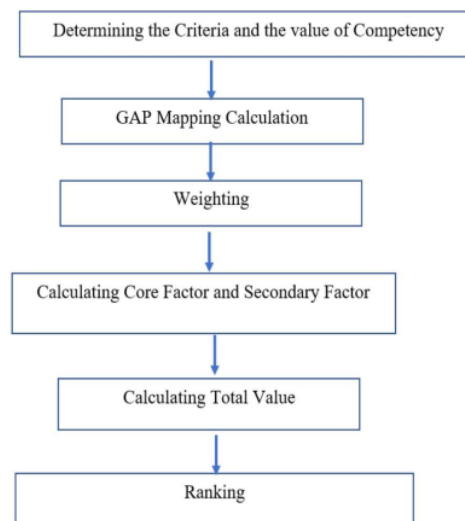 Determining the Criteria and the value of Competency
GAP Mapping Calculation
Weighting
Calculating Core Factor and Secondary Factor
Calculating Total Value
Ranking